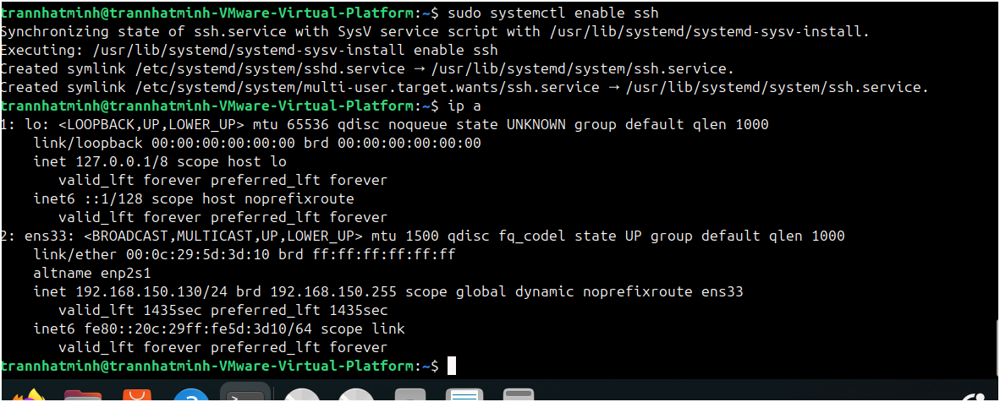 trannhatminh@trannhatminh-VMware-Virtual-Platform:~$ sudo systemctl enable ssh
Synchronizing state of ssh.service with SysV service script with /usr/lib/systemd/systemd-sysv-install.
Executing: /usr/lib/systemd/systemd-sysv-install enable ssh
Created symlink /etc/systemd/system/sshd.service → /usr/lib/systemd/system/ssh.service.
Created symlink /etc/systemd/system/multi-user.target.wants/ssh.service → /usr/lib/systemd/system/ssh.service.
trannhatminh@trannhatminh-VMware-Virtual-Platform:~$ ip a
1: lo: <LOOPBACK,UP,LOWER_UP> mtu 65536 qdisc noqueue state UNKNOWN group default qlen 1000
    link/loopback 00:00:00:00:00:00 brd 00:00:00:00:00:00
    inet 127.0.0.1/8 scope host lo
       valid_lft forever preferred_lft forever
    inet6 ::1/128 scope host noprefixroute
       valid_lft forever preferred_lft forever
2: ens33: <BROADCAST,MULTICAST,UP,LOWER_UP> mtu 1500 qdisc fq_codel state UP group default qlen 1000
    link/ether 00:0c:29:5d:3d:10 brd ff:ff:ff:ff:ff:ff
    altname enp2s1
    inet 192.168.150.130/24 brd 192.168.150.255 scope global dynamic noprefixroute ens33
       valid_lft 1435sec preferred_lft 1435sec
    inet6 fe80::20c:29ff:fe5d:3d10/64 scope link
       valid_lft forever preferred_lft forever
trannhatminh@trannhatminh-VMware-Virtual-Platform:~$